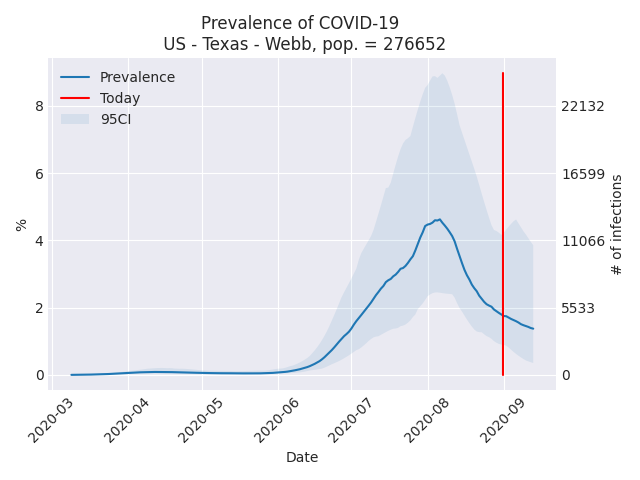 Prevalence of COVID-19
US - Texas - Webb, pop. = 276652
Prevalence
Today
95CI
8
6
4
2
0
%
22132
16599
11066
5533
0
# of infections
2020-03
2020-04
2020-05
2020-06
2020-07
2020-08
2020-09
Date